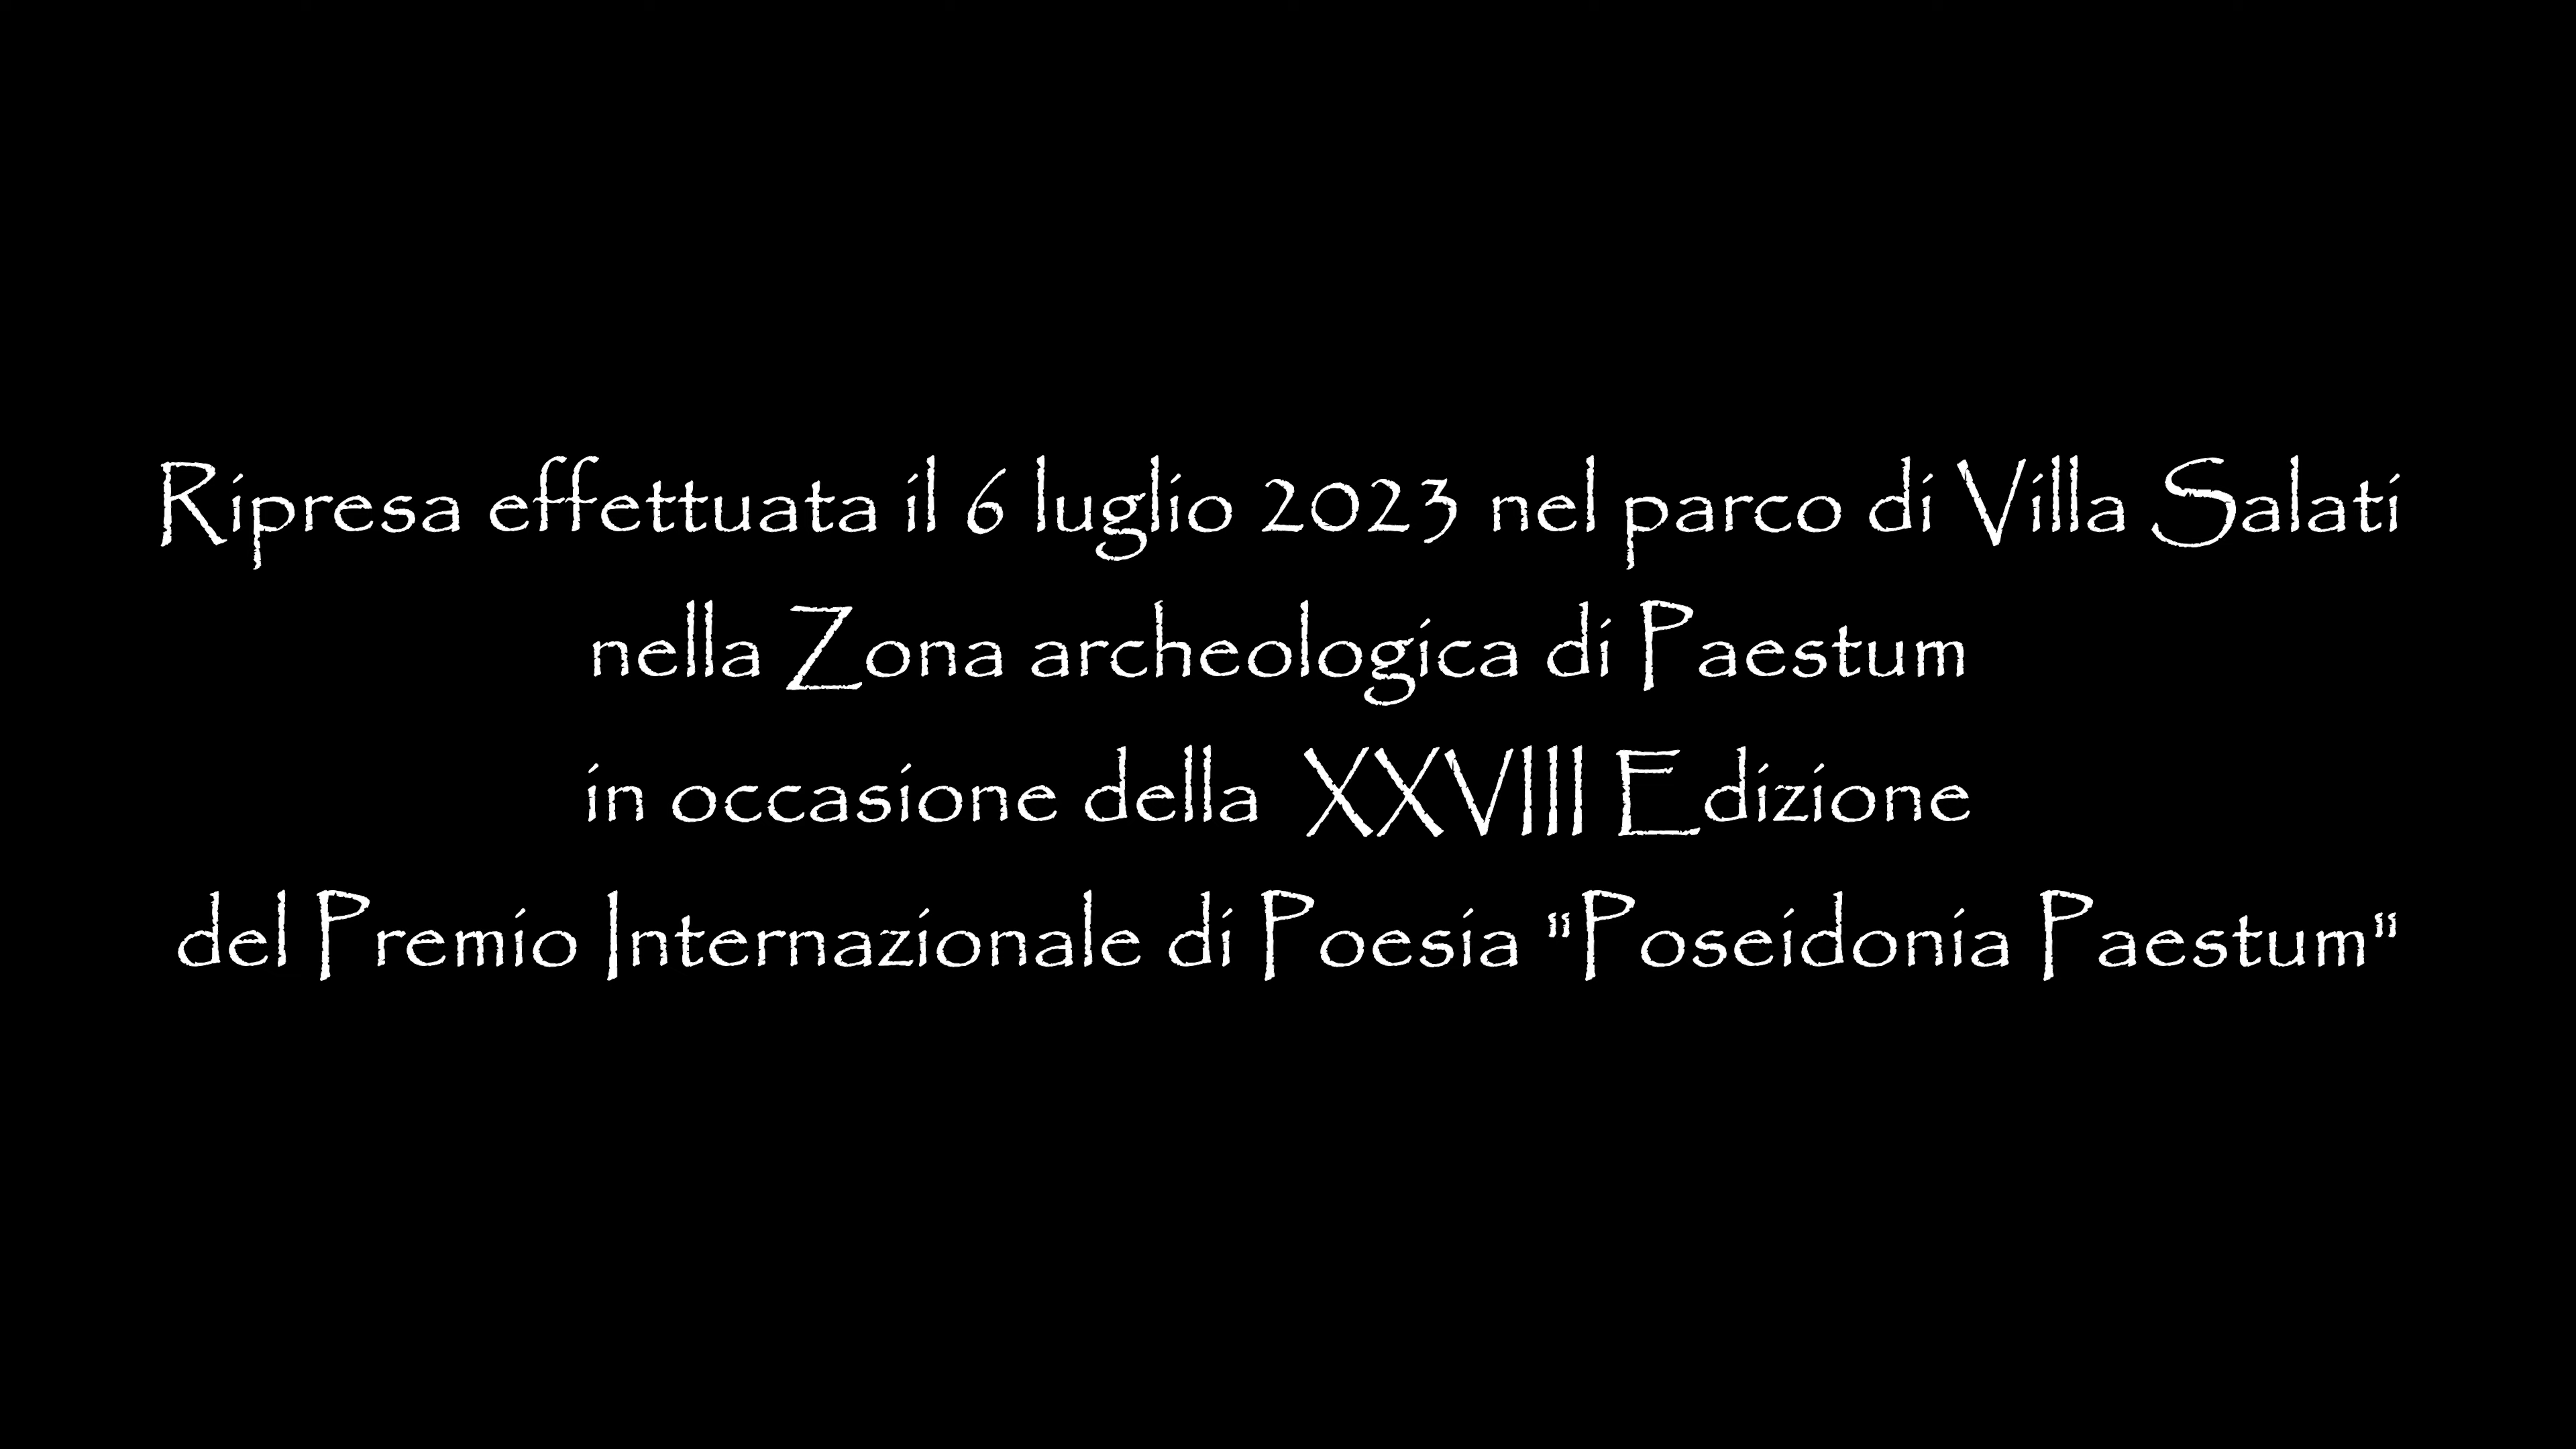 Ripresa effettuata il 6 luglio 2023 nel parco di Villa Salati
nella Zona archeologica di Paestum
in occasione della XXVIII Edizione
del Premio Internazionale di Poesia "Poseidonia Paestum"